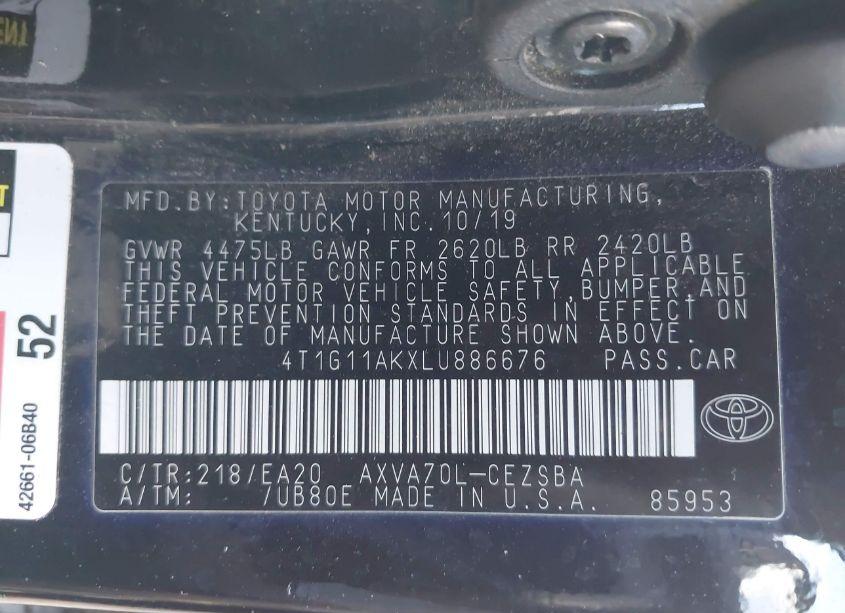 MFD.BY:TOYOTA MOTOR MANUFACTURING,
KENTUCKY,INC.10/19
GVWR 4475LB GAWR FR 2620LB RR 2420LB
THIS VEHICLE CONFORMS TO ALL APPLICABLE
FEDERAL MOTOR VEHICLE SAFETY,BUMPER,AND
THEFT PREVENTION STANDARDS IN EFFECT ON
THE DATE OF MANUFACTURE SHOWN ABOVE.
4T1G11AKXLU886676 PASS.CAR
C/TR:218/EA20 AXVA70L-CEZSBA
A/TM: 7UB80E MADE IN U.S.A. 85953
52
42661-06B40